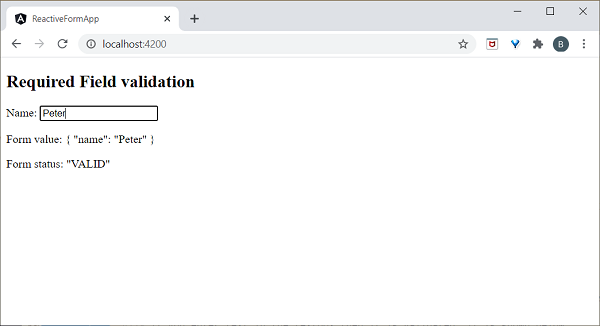 ReactiveFormApp
localhost:4200
B
Required Field validation
Name: Peter
Form value: { "name": "Peter" }
Form status: "VALID"